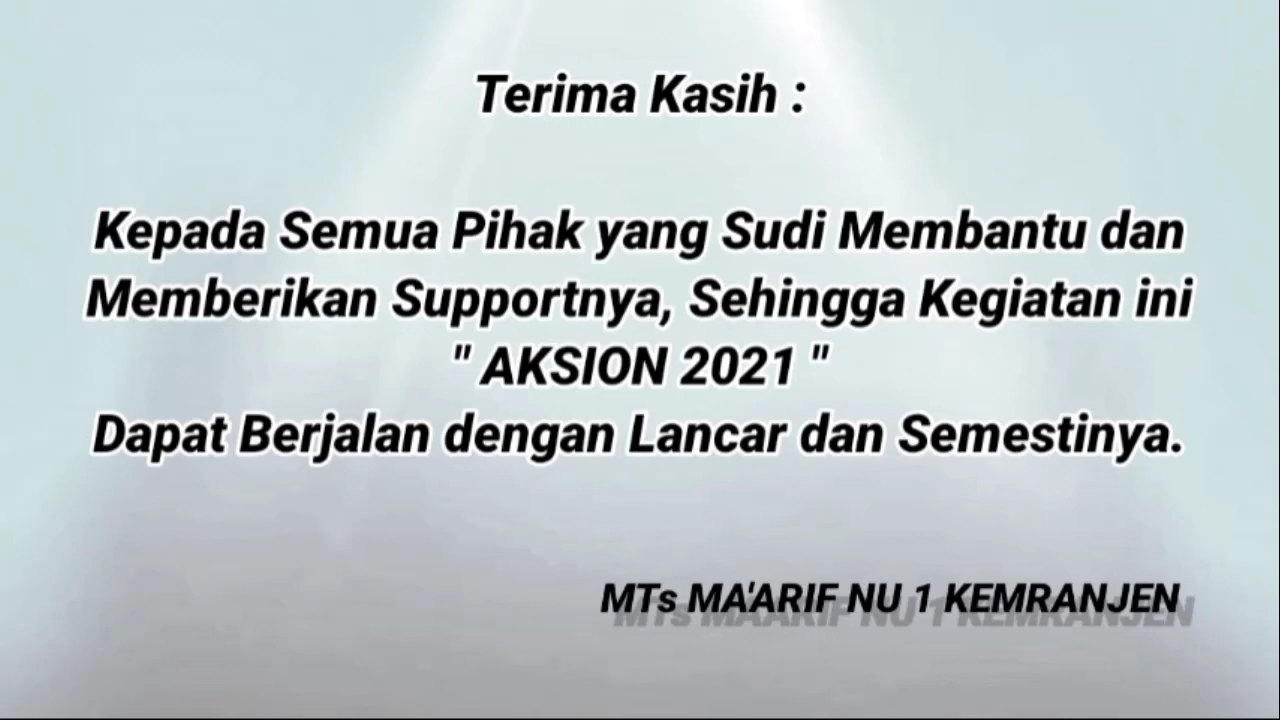 Terima Kasih :
Kepada Semua Pihak yang Sudi Membantu dan
Memberikan Supportnya, Sehingga Kegiatan ini
" AKSION 2021 "
Dapat Berjalan dengan Lancar dan Semestinya.
MTs MA'ARIF NU 1 KEMRANJEN